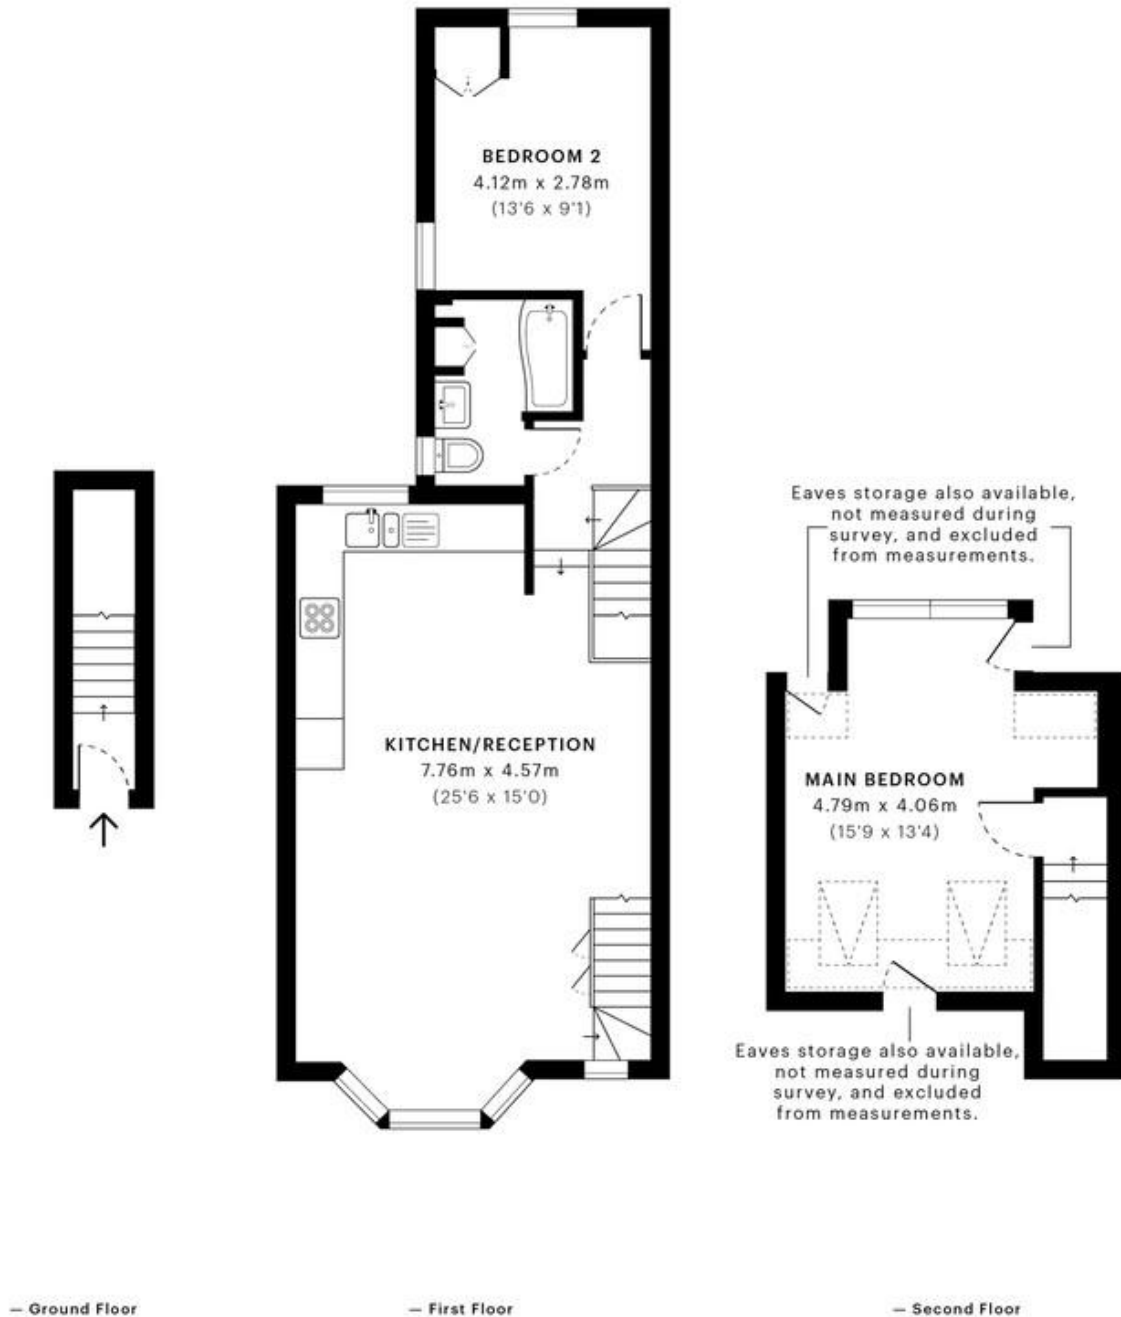 BEDROOM 2
4.12m x 2.78m
(13'6 x 9'1)
KITCHEN/RECEPTION
7.76m x 4.57m
(25'6 x 15'0)
Eaves storage also available,
not measured during
survey, and excluded
from measurements.
MAIN BEDROOM
4.79m x 4.06m
(15'9 x 13'4)
Eaves storage also available,
not measured during
survey, and excluded
from measurements.
— Ground Floor
— First Floor
— Second Floor